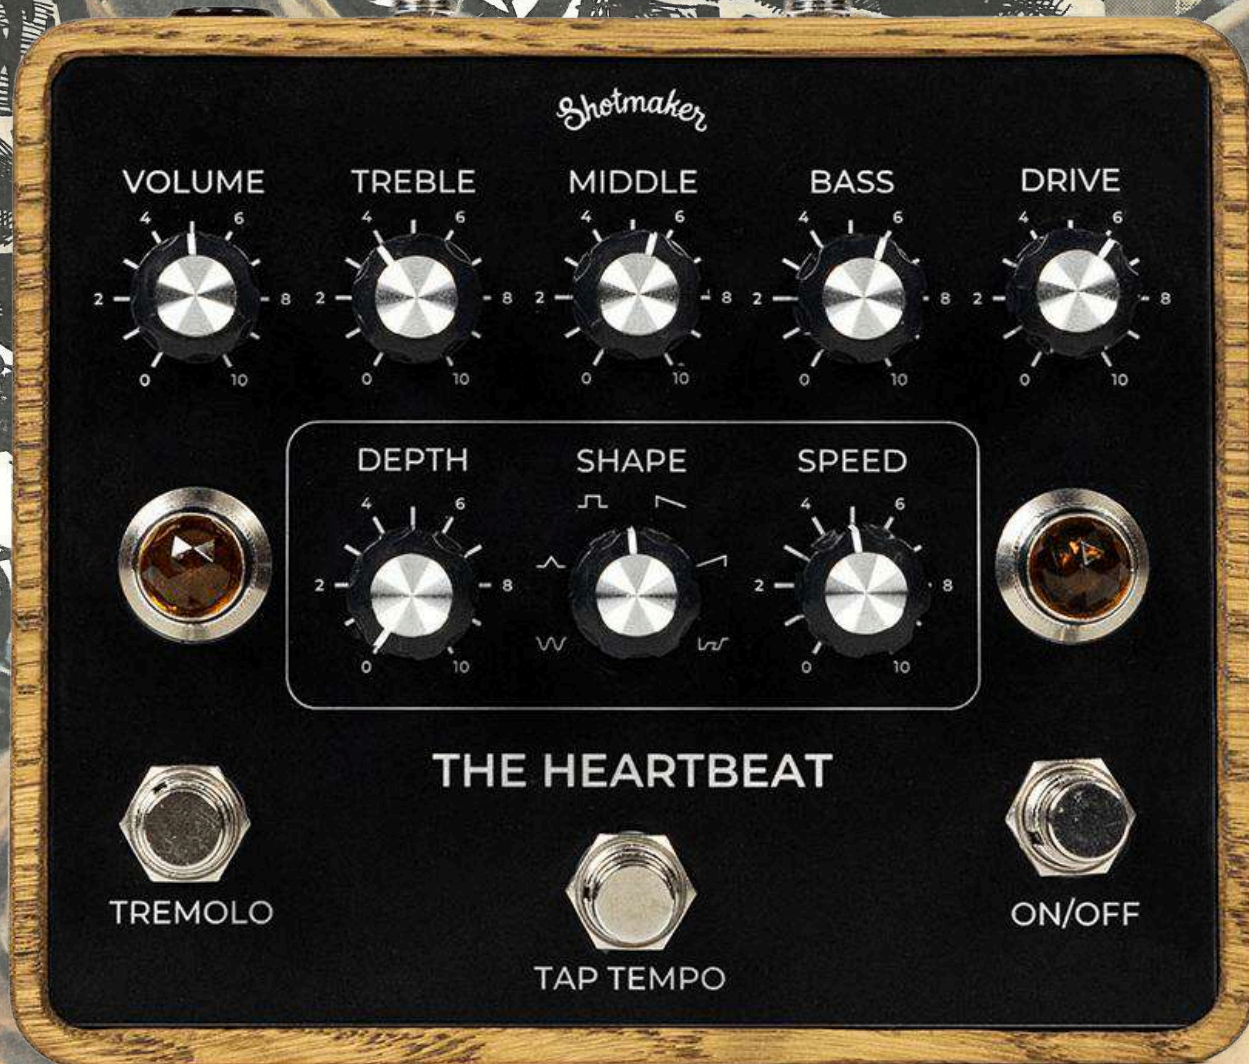 Shotmaker
VOLUME TREBLE MIDDLE BASS DRIVE
4 6 4 6 4 6 4 6 4 6
2 8 2 8 2 8 2 8 2 8
0 10 0 10 0 10 0 10 0 10
DEPTH SHAPE SPEED
4 6 4 6
2 8 2 8
0 10 0 10
THE HEARTBEAT
TREMOLO ON/OFF
TAP TEMPO